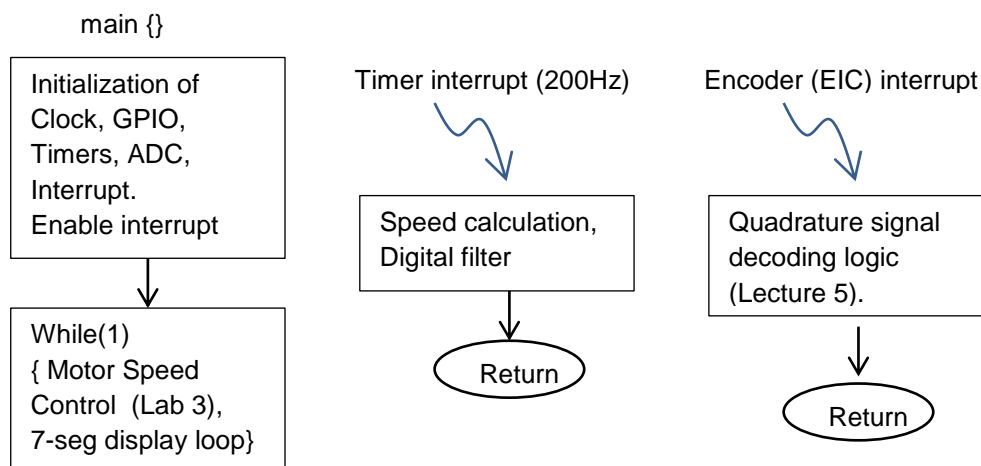 main {}
Initialization of
Clock, GPIO,
Timers, ADC,
Interrupt.
Enable interrupt
While(1)
{ Motor Speed
Control  (Lab 3),
7-seg display loop}
Timer interrupt (200Hz)
Speed calculation,
Digital filter
Return
Encoder (EIC) interrupt
Quadrature signal
decoding logic
(Lecture 5).
Return